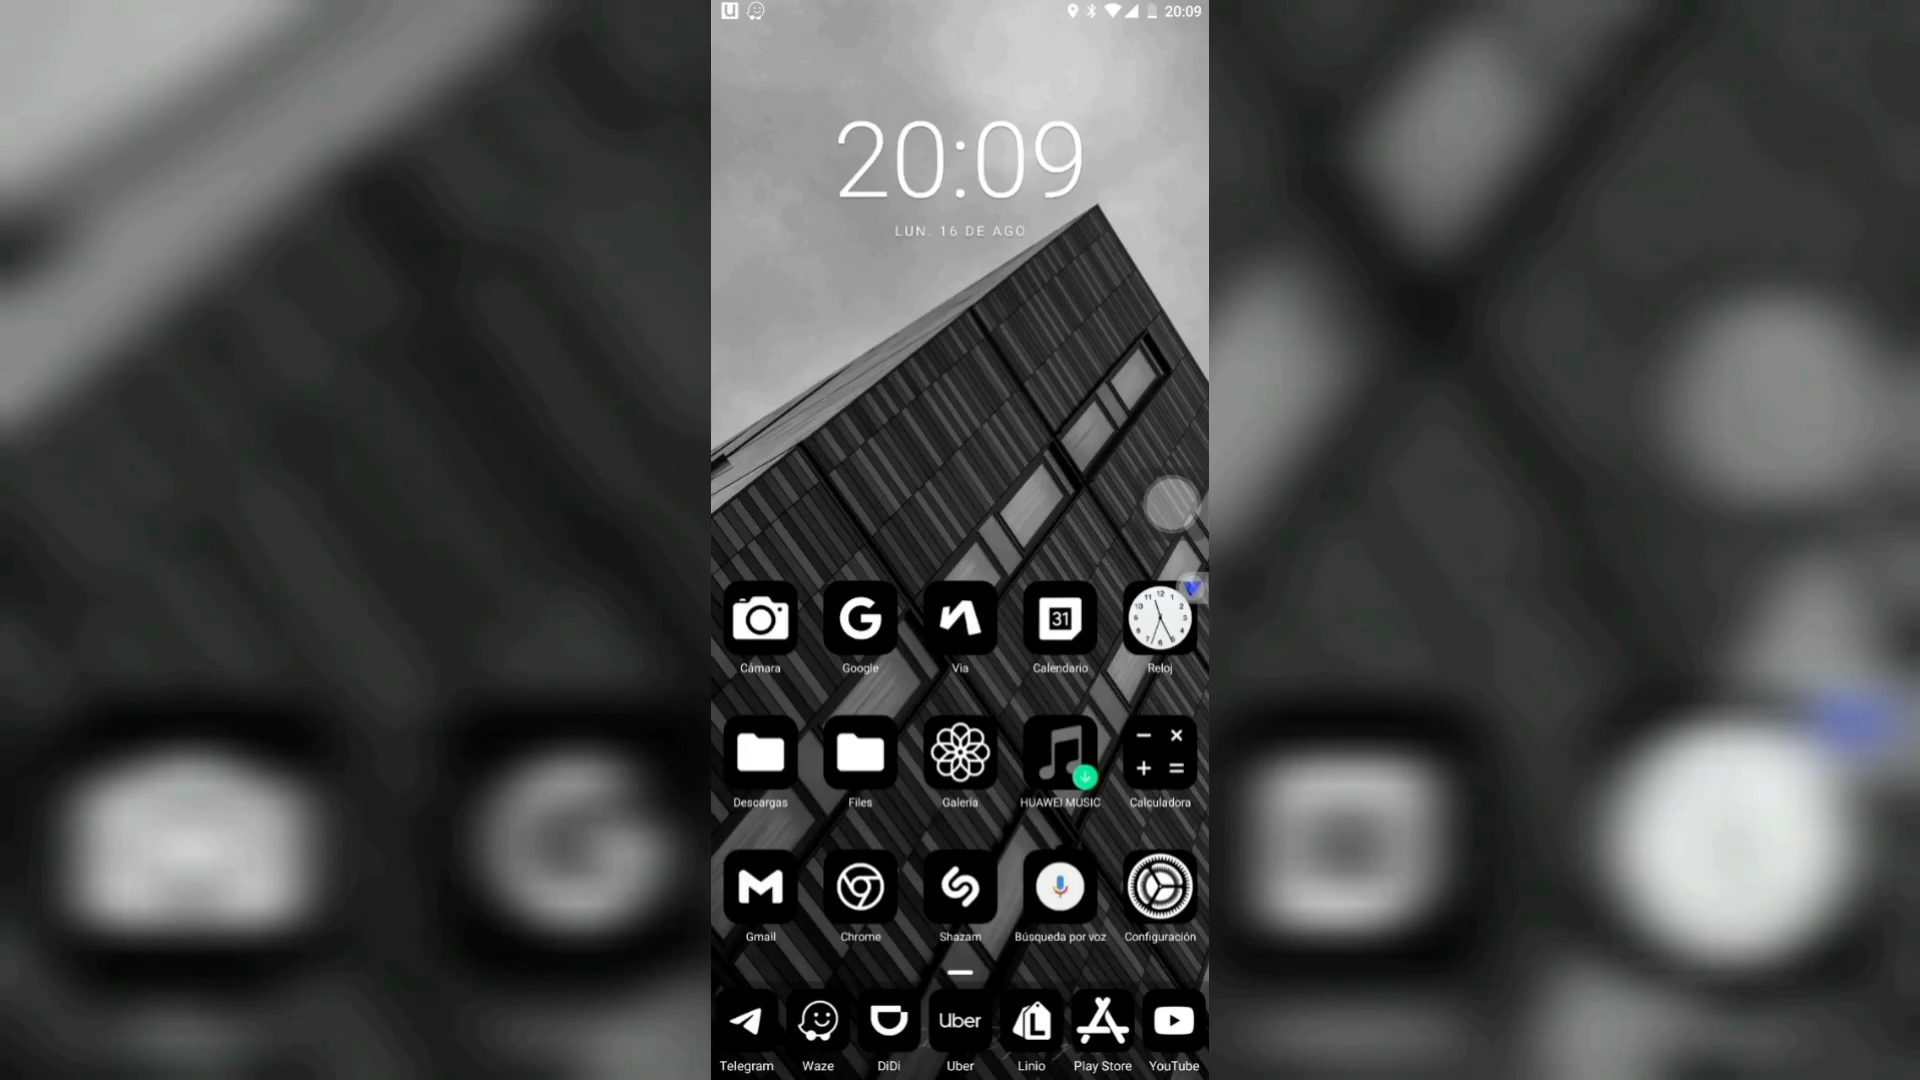 20:09
20:09
LUN. 16 DE AGO
31
Cámara Google Via Calendario Reloj
Descargas Files Galería HUAWEI MUSIC Calculadora
Gmail Chrome Shazam Búsqueda por voz Configuración
Uber
Telegram Waze DiDi Uber Linio Play Store YouTube